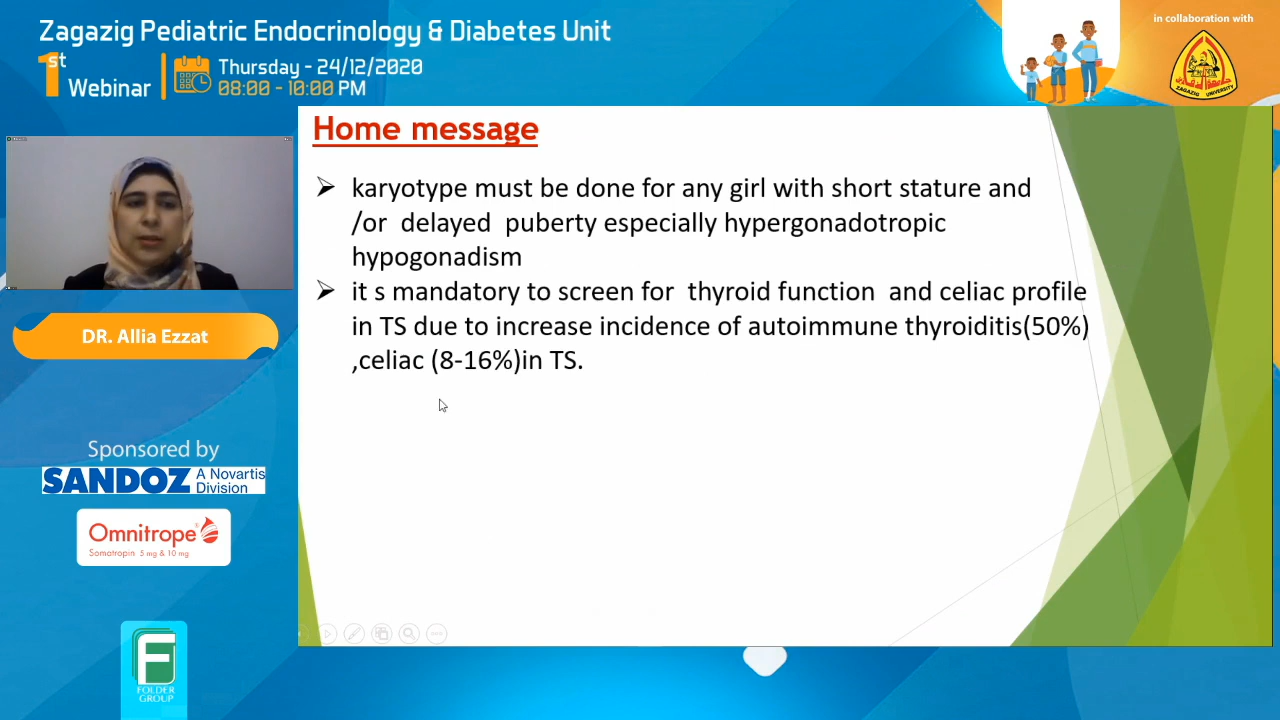 Zagazig Pediatric Endocrinology & Diabetes Unit
1st Webinar
Thursday - 24/12/2020
08:00 - 10:00 PM
in collaboration with
ZAGAZIG UNIVERSITY
Home message
➢ karyotype must be done for any girl with short stature and
/or delayed puberty especially hypergonadotropic
hypogonadism
➢ it s mandatory to screen for thyroid function and celiac profile
in TS due to increase incidence of autoimmune thyroiditis(50%)
,celiac (8-16%)in TS.
DR. Allia Ezzat
Sponsored by
SANDOZ A Novartis
Division
Omnitrope®
Somatropin 5 mg & 10 mg
F
FOLDER
GROUP